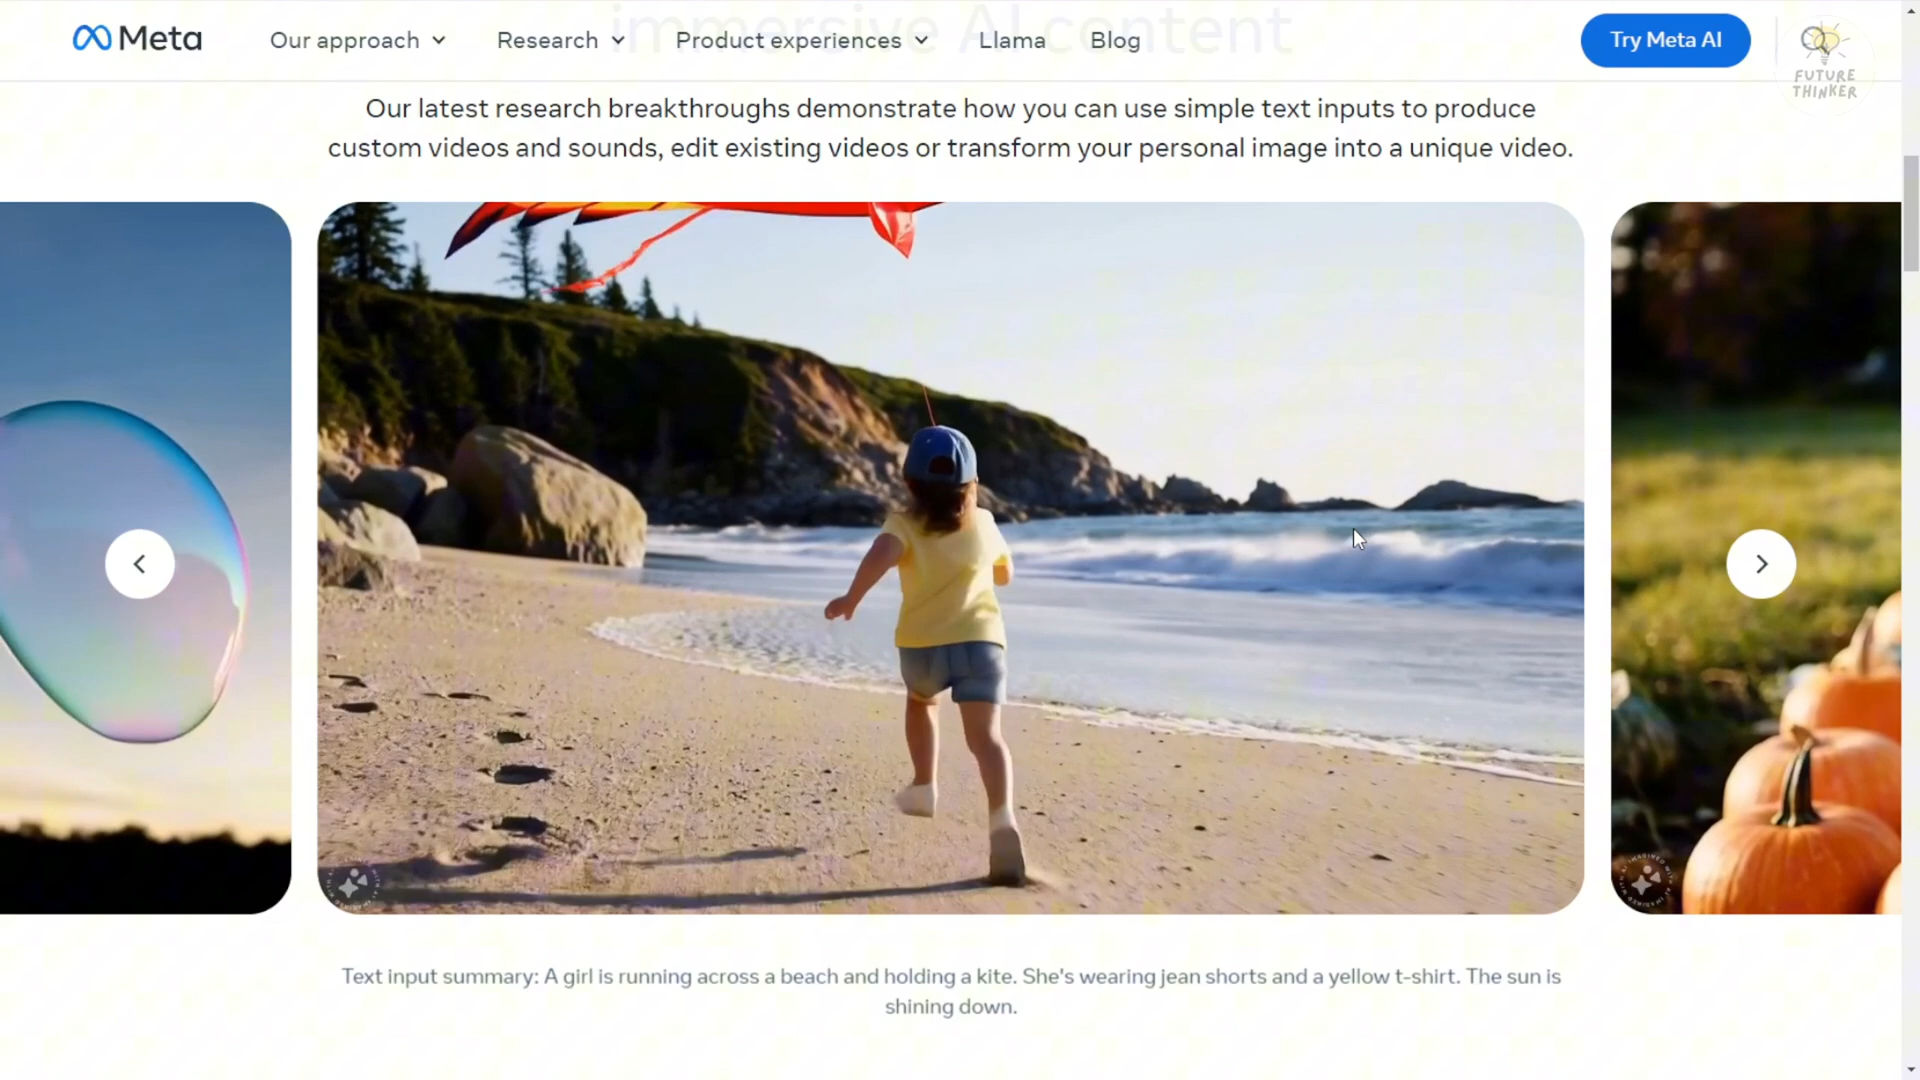 immersive AI content
Meta
Our approach
Research
Product experiences
Llama
Blog
Try Meta AI
FUTURE
THINKER
Our latest research breakthroughs demonstrate how you can use simple text inputs to produce
custom videos and sounds, edit existing videos or transform your personal image into a unique video.
Text input summary: A girl is running across a beach and holding a kite. She's wearing jean shorts and a yellow t-shirt. The sun is
shining down.